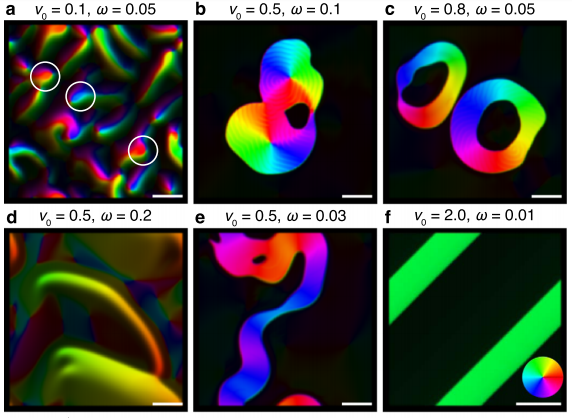 a v₀ = 0.1, ω = 0.05
b v₀ = 0.5, ω = 0.1
c v₀ = 0.8, ω = 0.05
d v₀ = 0.5, ω = 0.2
e v₀ = 0.5, ω = 0.03
f v₀ = 2.0, ω = 0.01